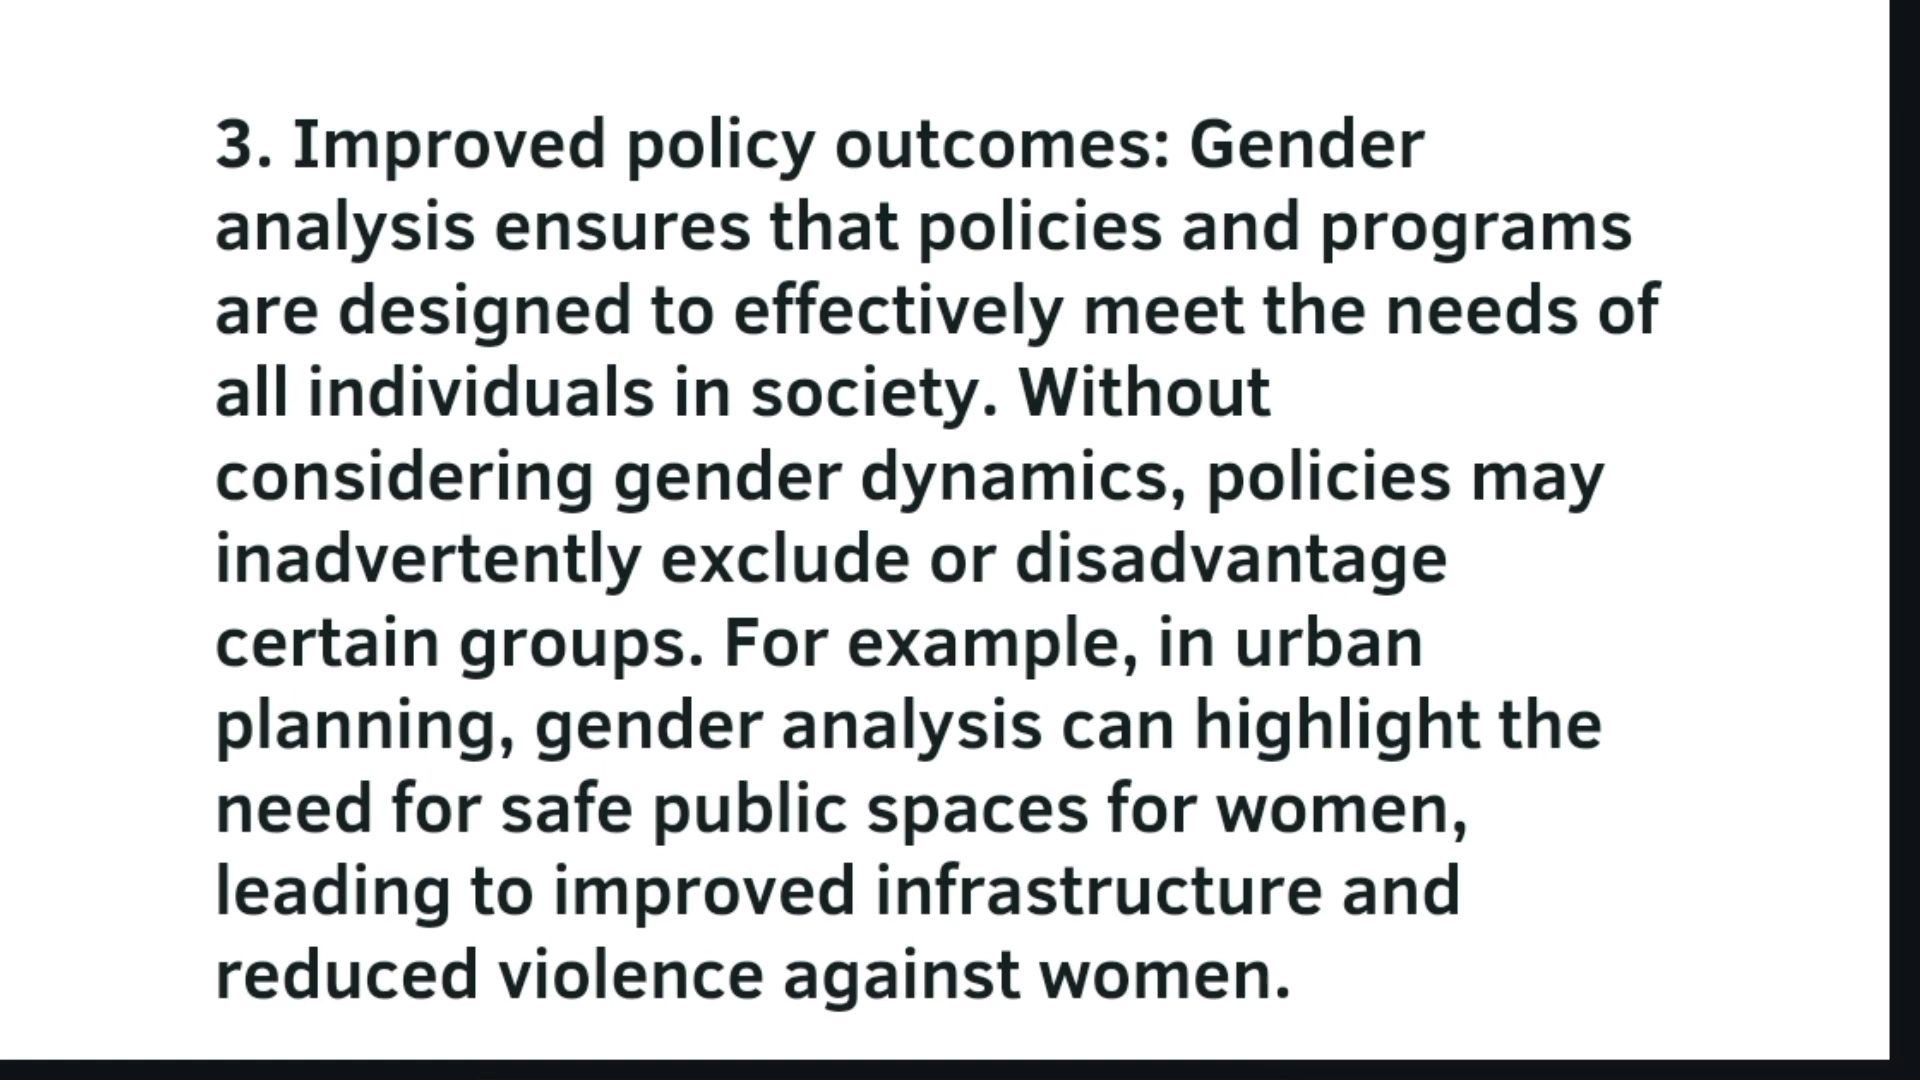 3. Improved policy outcomes: Gender
analysis ensures that policies and programs
are designed to effectively meet the needs of
all individuals in society. Without
considering gender dynamics, policies may
inadvertently exclude or disadvantage
certain groups. For example, in urban
planning, gender analysis can highlight the
need for safe public spaces for women,
leading to improved infrastructure and
reduced violence against women.